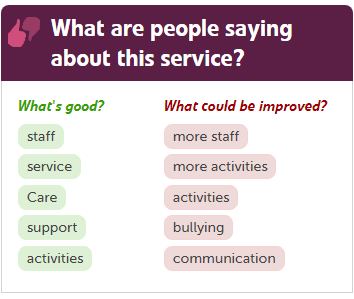 What are people saying
about this service?
What's good?
staff
service
Care
support
activities
What could be improved?
more staff
more activities
activities
bullying
communication